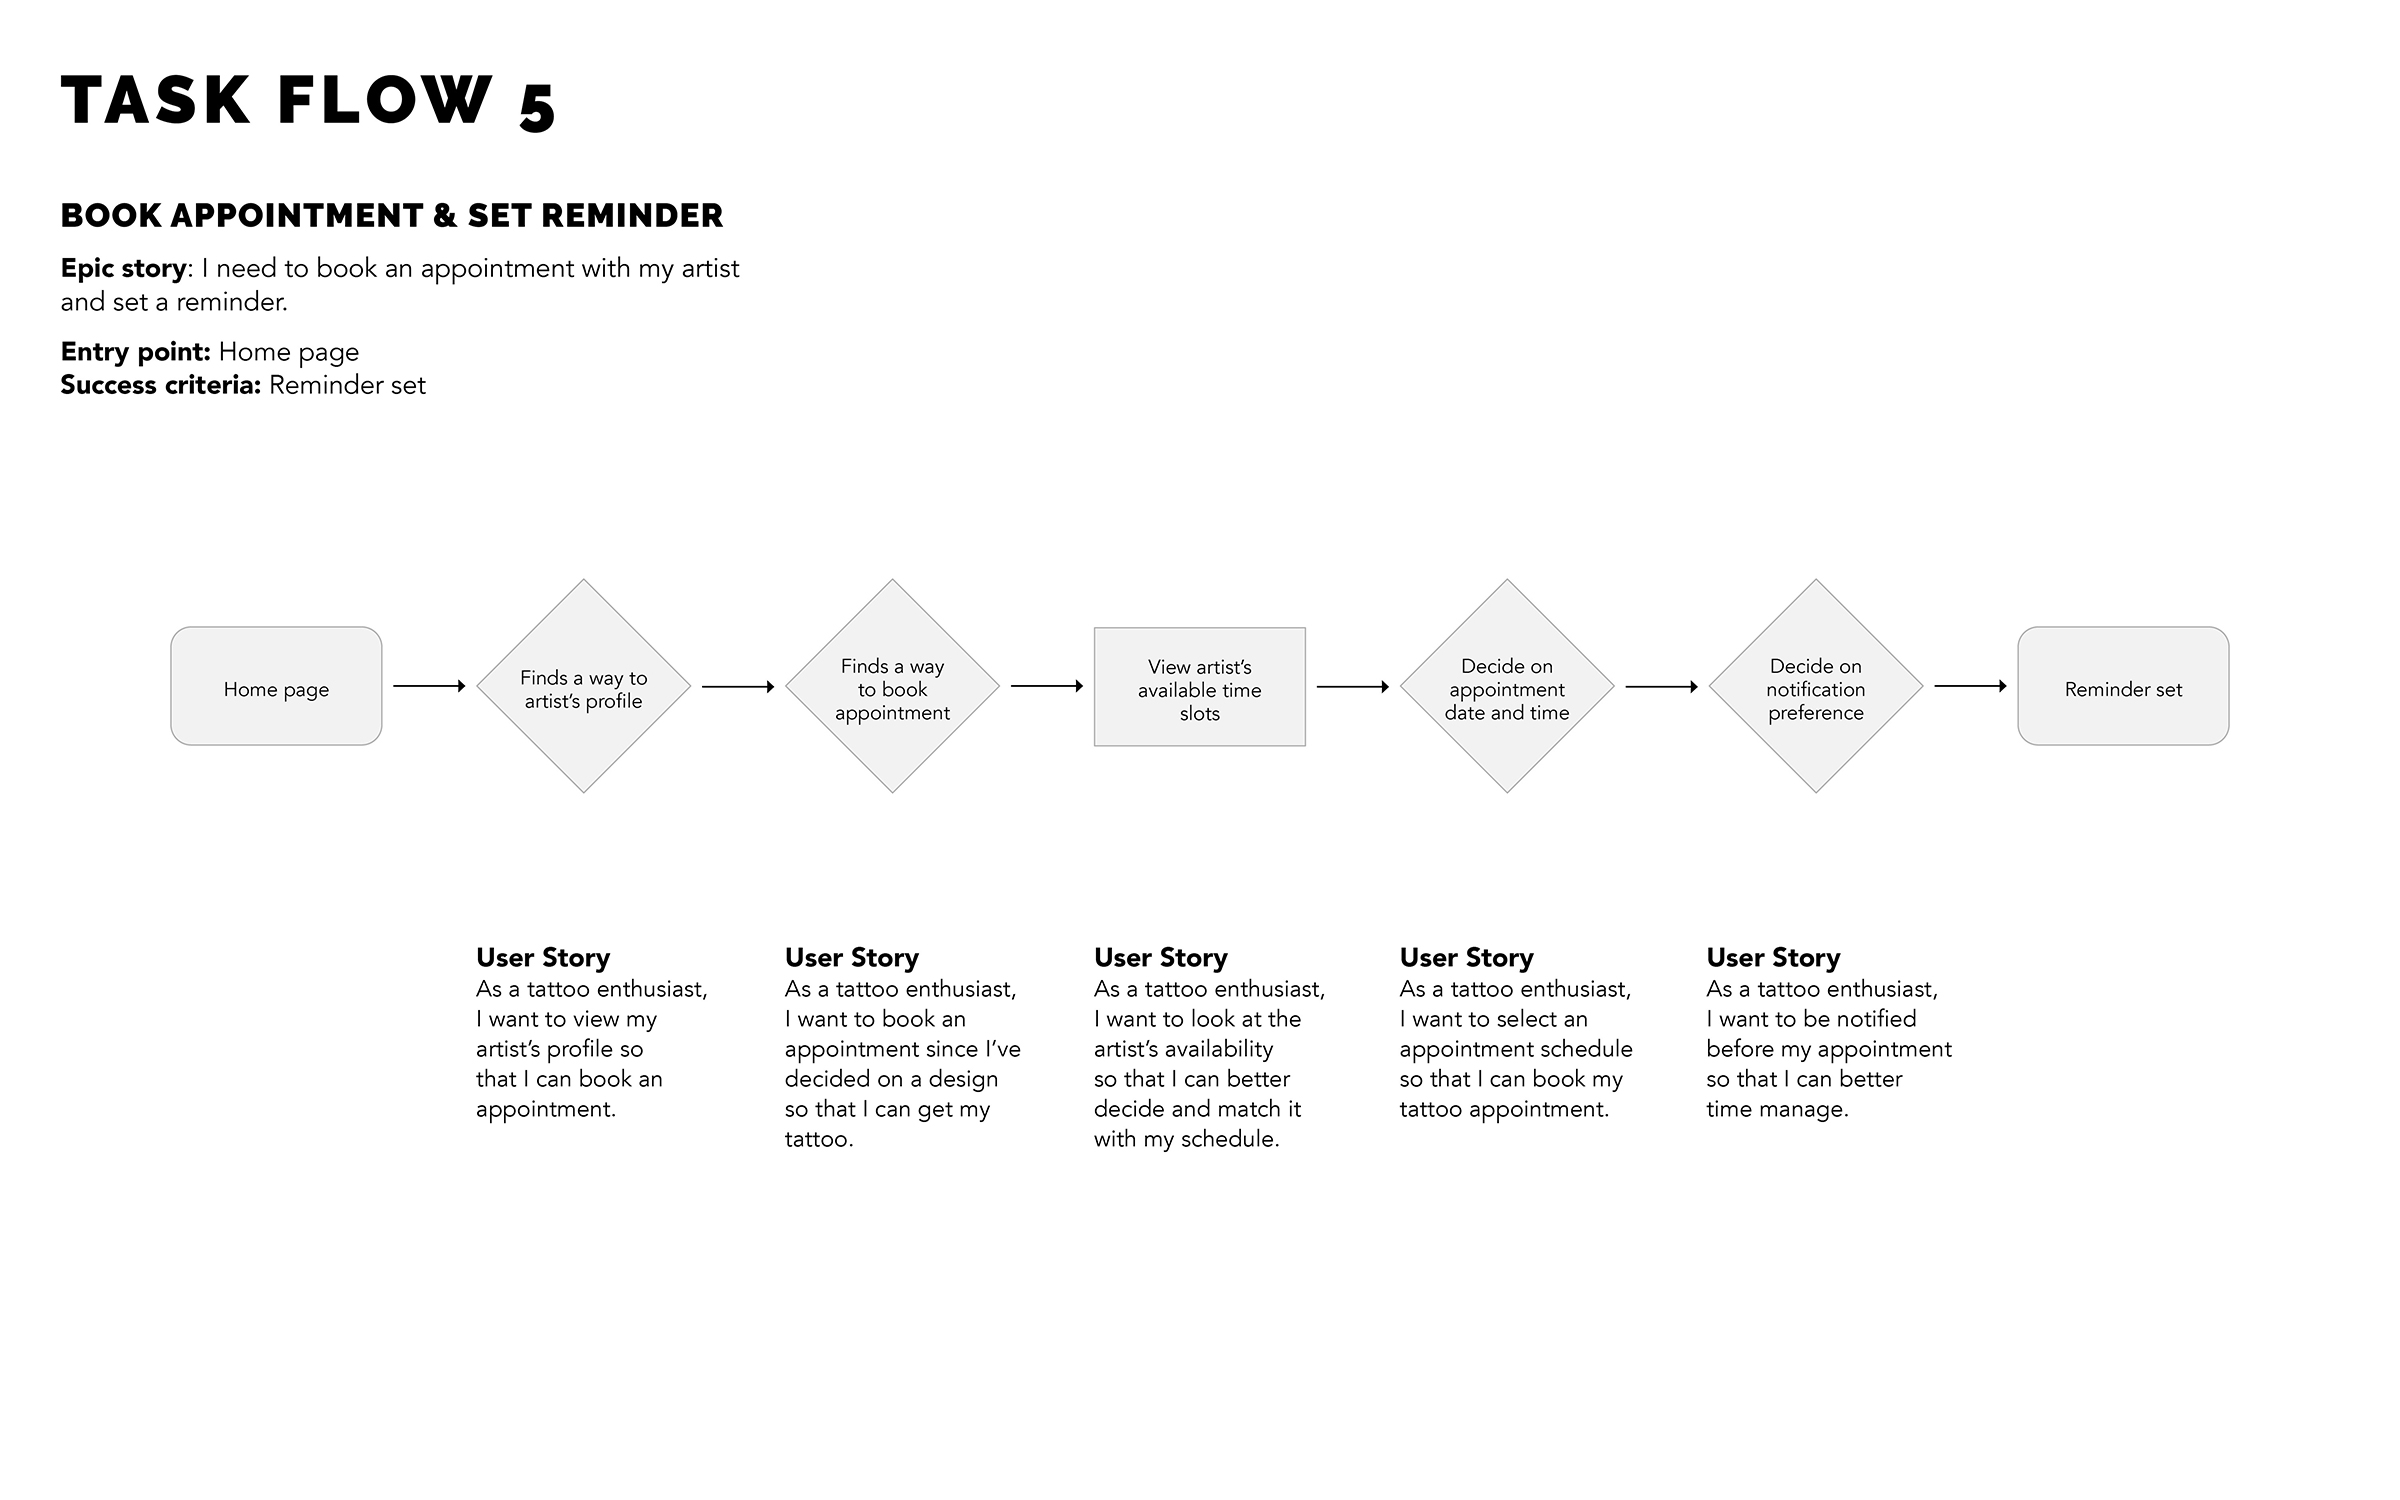 TASK FLOW 5
BOOK APPOINTMENT & SET REMINDER
Epic story: I need to book an appointment with my artist
and set a reminder.
Entry point: Home page
Success criteria: Reminder set
Home page
Finds a way to
artist's profile
Finds a way
to book
appointment
View artist's
available time
slots
Decide on
appointment
date and time
Decide on
notification
preference
Reminder set
User Story
As a tattoo enthusiast,
I want to view my
artist's profile so
that I can book an
appointment.
User Story
As a tattoo enthusiast,
I want to book an
appointment since I've
decided on a design
so that I can get my
tattoo.
User Story
As a tattoo enthusiast,
I want to look at the
artist's availability
so that I can better
decide and match it
with my schedule.
User Story
As a tattoo enthusiast,
I want to select an
appointment schedule
so that I can book my
tattoo appointment.
User Story
As a tattoo enthusiast,
I want to be notified
before my appointment
so that I can better
time manage.